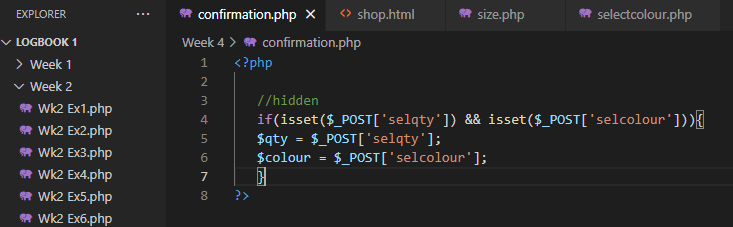 EXPLORER
confirmation.php
shop.html
size.php
selectcolour.php
LOGBOOK 1
Week 4 > confirmation.php
Week 1
Week 2
Wk2 Ex1.php
Wk2 Ex2.php
Wk2 Ex3.php
Wk2 Ex4.php
Wk2 Ex5.php
Wk2 Ex6.php
1 <?php
2
3 //hidden
4 if(isset($_POST['selqty']) && isset($_POST['selcolour'])){
5 $qty = $_POST['selqty'];
6 $colour = $_POST['selcolour'];
7 }
8 ?>